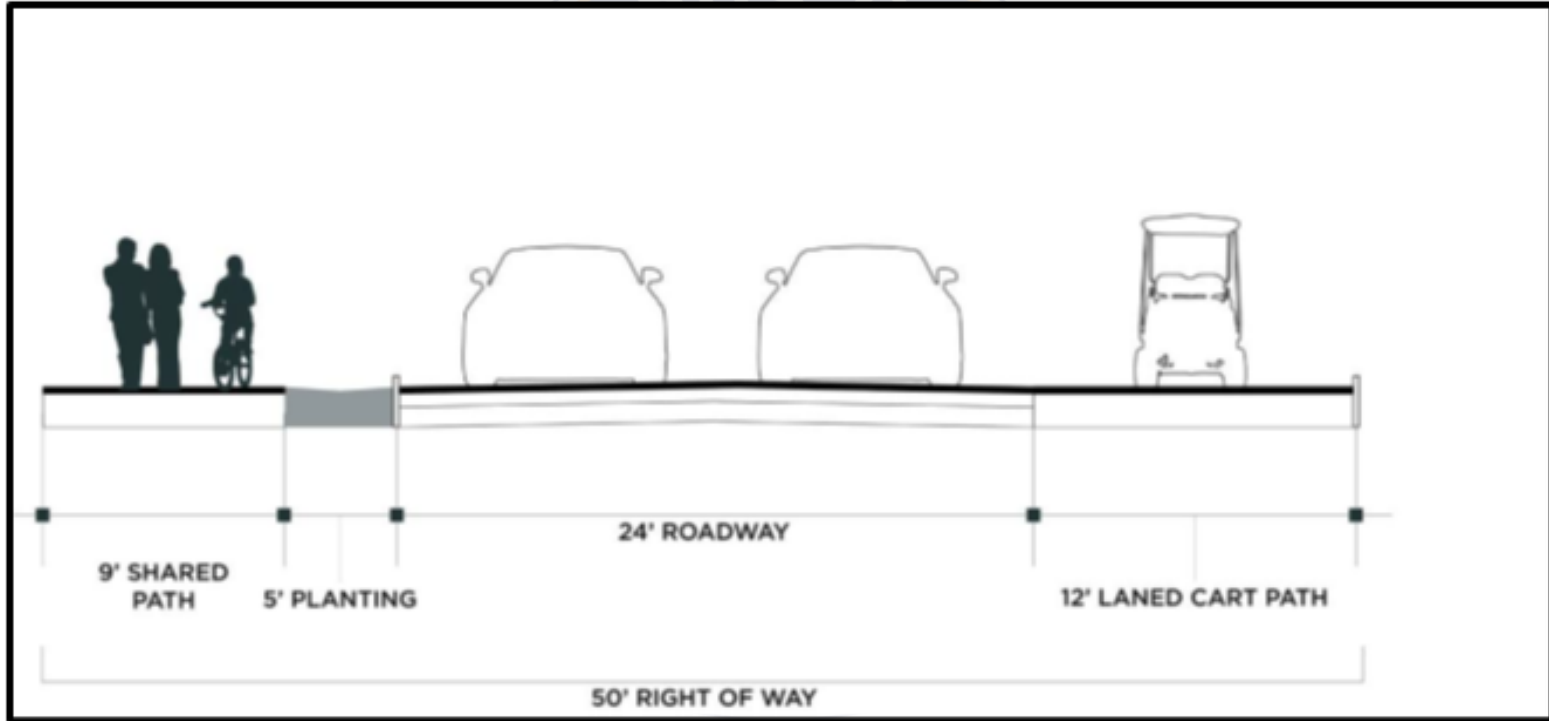 24' ROADWAY
9' SHARED
PATH
5' PLANTING
12' LANED CART PATH
50' RIGHT OF WAY